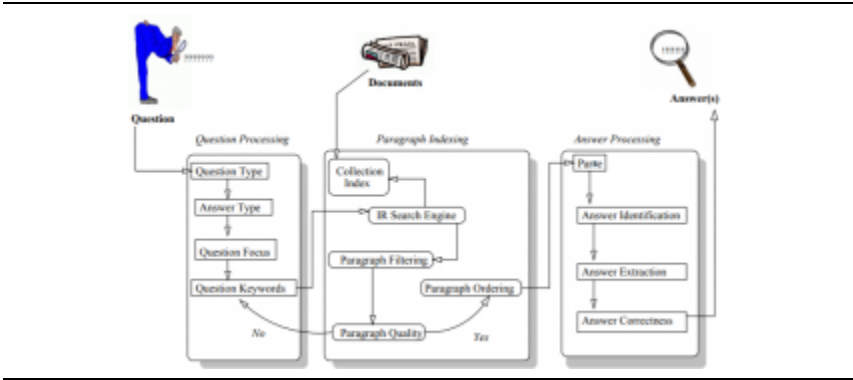 ???????
Documents
Question
Answer(s)
Question Processing
Paragraph Indexing
Answer Processing
Question Type
Answer Type
Question Focus
Question Keywords
Collection
Index
IR Search Engine
Paragraph Filtering
Paragraph Ordering
Paragraph Quality
No
Yes
Answer Identification
Answer Extraction
Answer Correctness